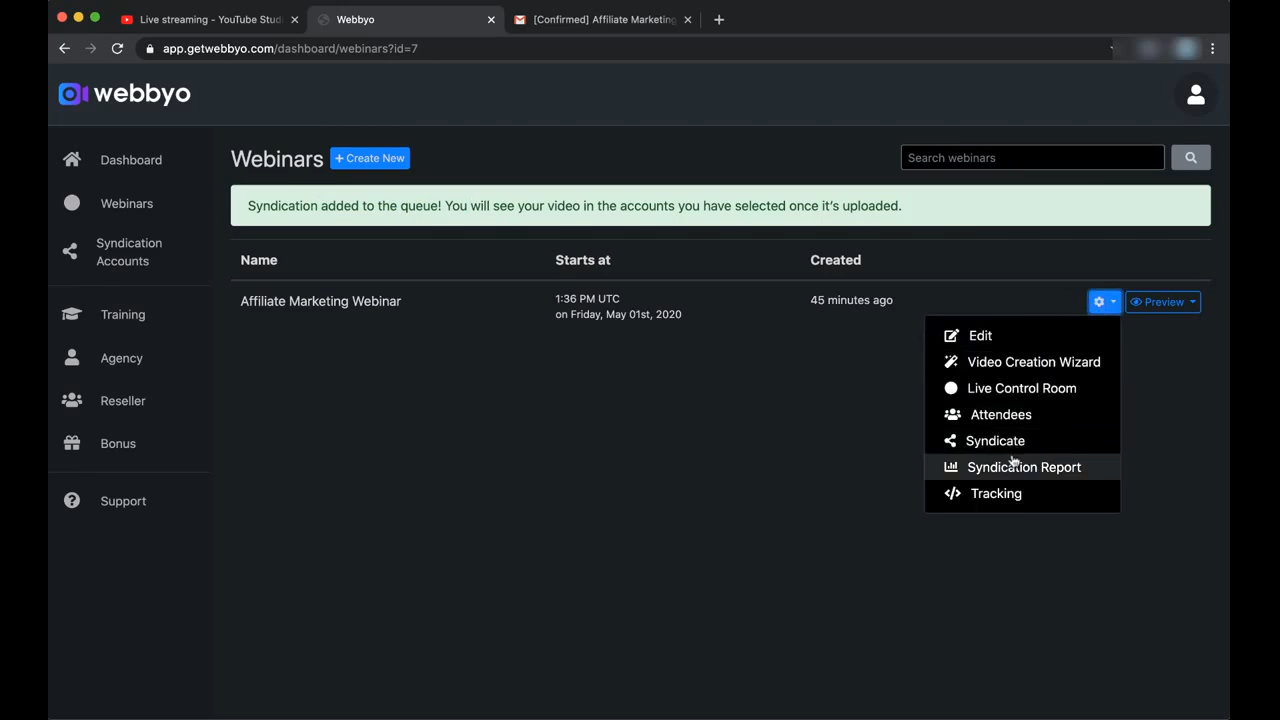 Live streaming - YouTube Studi
Webbyo
[Confirmed] Affiliate Marketing
app.getwebbyo.com/dashboard/webinars?id=7
webbyo
Dashboard
Webinars
Syndication
Accounts
Training
Agency
Reseller
Bonus
Support
Webinars
+ Create New
Search webinars
Syndication added to the queue! You will see your video in the accounts you have selected once it's uploaded.
Name Starts at Created
Affiliate Marketing Webinar
1:36 PM UTC
on Friday, May 01st, 2020
45 minutes ago
Preview
Edit
Video Creation Wizard
Live Control Room
Attendees
Syndicate
Syndication Report
Tracking